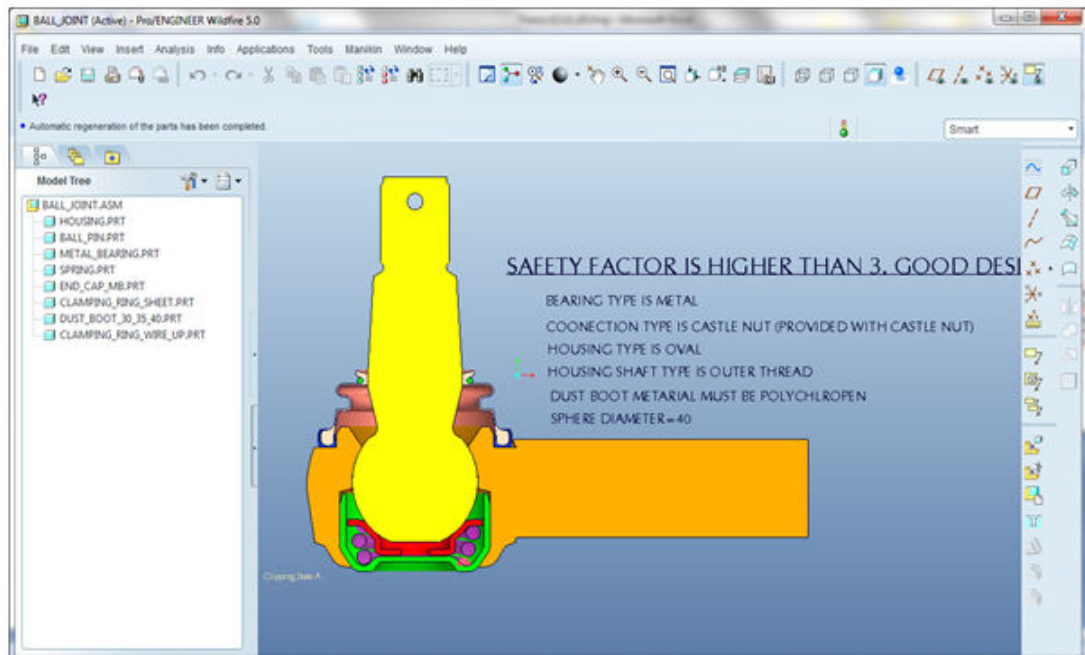 BALL_JOINT (Active) - Pro/ENGINEER Wildfire 5.0
File Edit View Insert Analysis Info Applications Tools Manikin Window Help
• Automatic regeneration of the parts has been completed.
Smart
Model Tree
BALL_JOINT.ASM
HOUSING.PRT
BALL_PIN.PRT
METAL_BEARING.PRT
SPRING.PRT
END_CAP_MB.PRT
CLAMPING_RING_SHEET.PRT
DUST_BOOT_30_35_40.PRT
CLAMPING_RING_WIRE_UP.PRT
SAFETY FACTOR IS HIGHER THAN 3. GOOD DESI
BEARING TYPE IS METAL
COONECTION TYPE IS CASTLE NUT (PROVIDED WITH CASTLE NUT)
HOUSING TYPE IS OVAL
HOUSING SHAFT TYPE IS OUTER THREAD
DUST BOOT METARIAL MUST BE POLYCHLROPEN
SPHERE DIAMETER=40